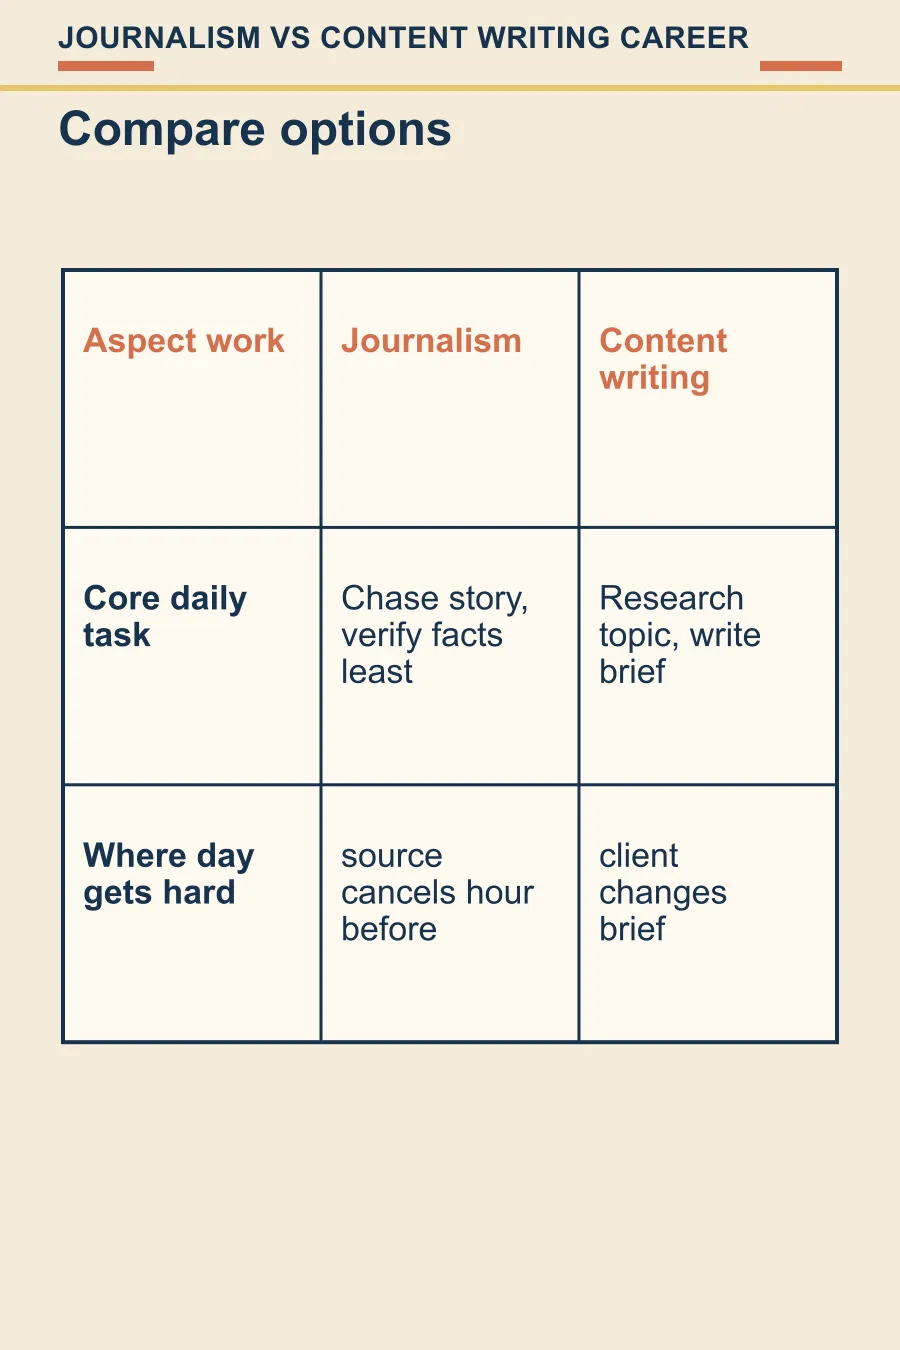 JOURNALISM VS CONTENT WRITING CAREER
Compare options
Aspect work
Journalism
Content
writing
Core daily
task
Chase story,
verify facts
least
Research
topic, write
brief
Where day
gets hard
source
cancels hour
before
client
changes
brief